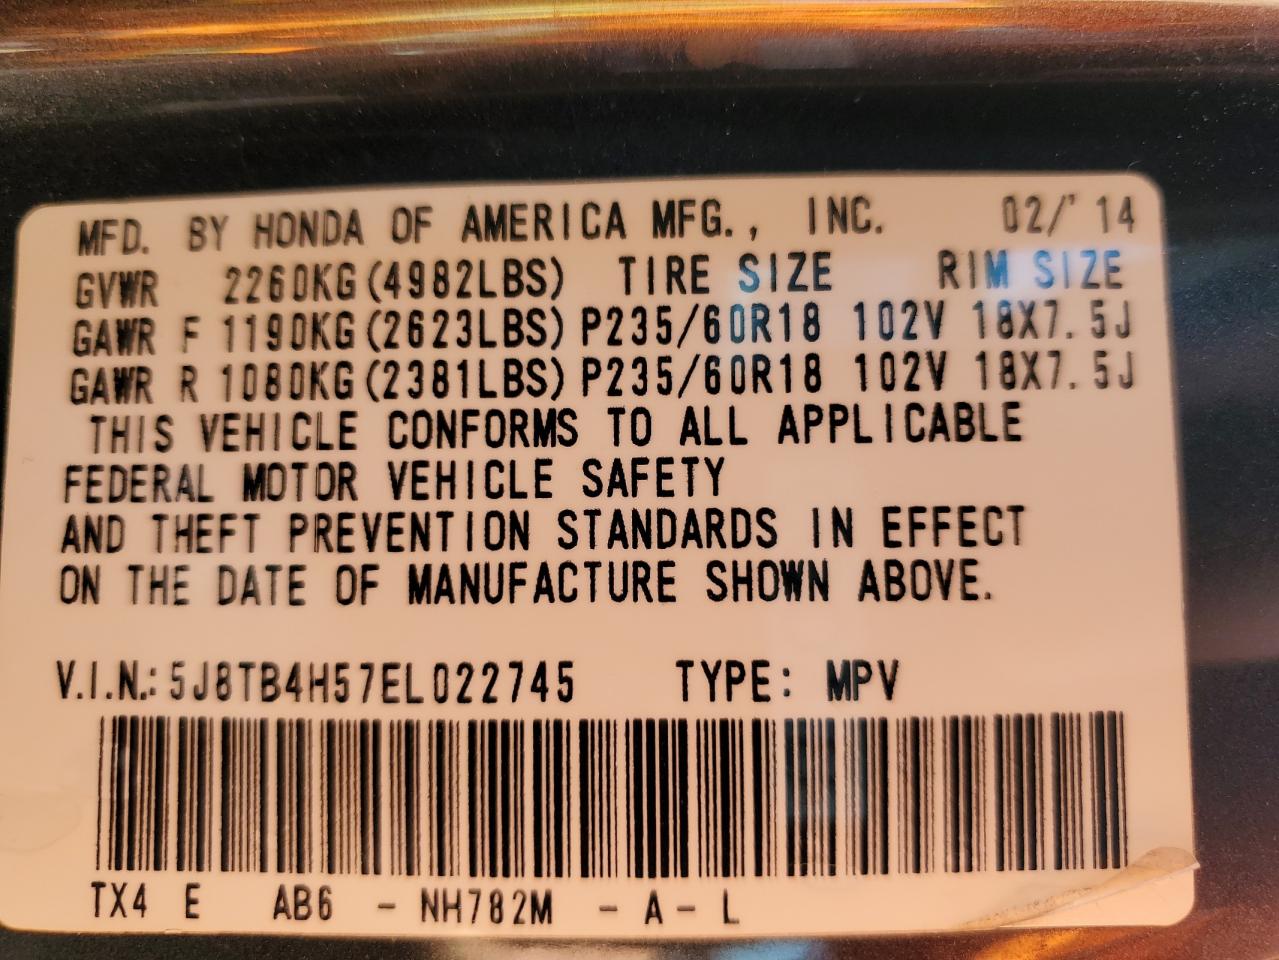 MFD. BY HONDA OF AMERICA MFG., INC. 02/'14
GVWR 2260KG(4982LBS) TIRE SIZE RIM SIZE
GAWR F 1190KG(2623LBS) P235/60R18 102V 18X7.5J
GAWR R 1080KG(2381LBS) P235/60R18 102V 18X7.5J
THIS VEHICLE CONFORMS TO ALL APPLICABLE
FEDERAL MOTOR VEHICLE SAFETY
AND THEFT PREVENTION STANDARDS IN EFFECT
ON THE DATE OF MANUFACTURE SHOWN ABOVE.
V.I.N.: 5J8TB4H57EL022745 TYPE: MPV
TX4 E AB6 - NH782M - A - L